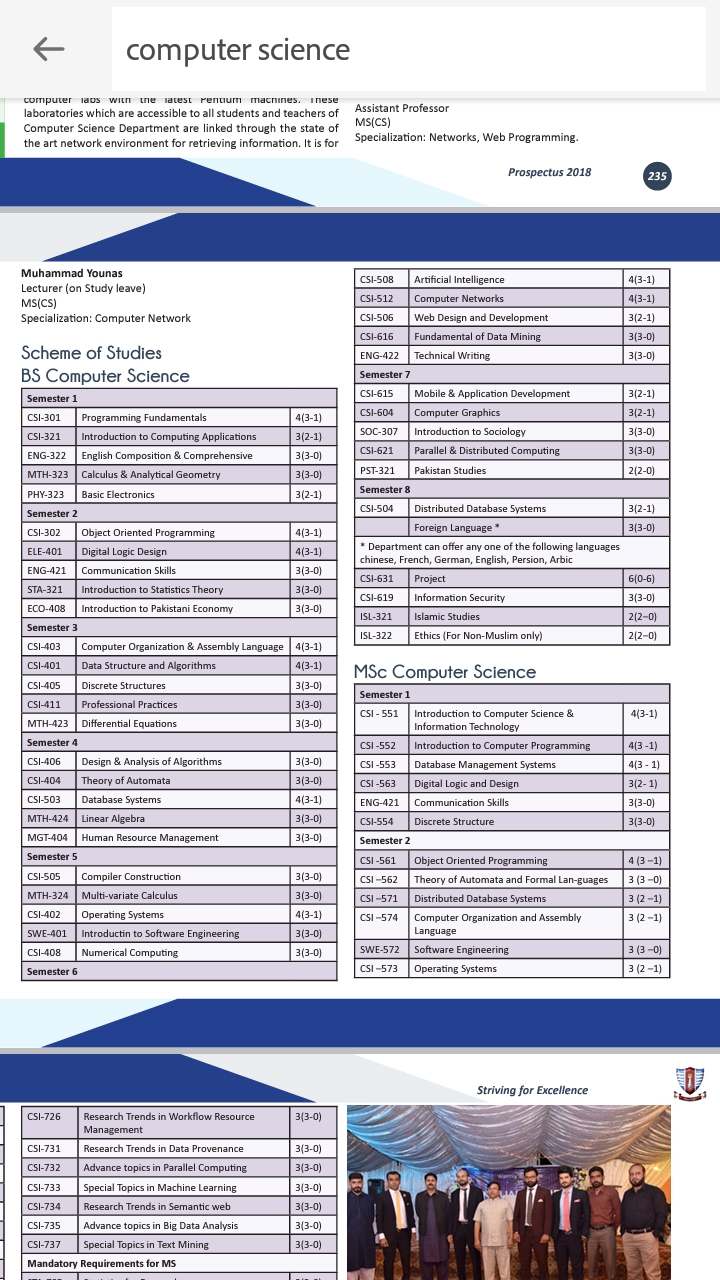 computer science
computer labs with the latest Pentium machines. These
laboratories which are accessible to all students and teachers of
Computer Science Department are linked through the state of
the art network environment for retrieving information. It is for
Assistant Professor
MS(CS)
Specialization: Networks, Web Programming.
Prospectus 2018
235
Muhammad Younas
Lecturer (on Study leave)
MS(CS)
Specialization: Computer Network
Scheme of Studies
BS Computer Science
Semester 1
CSI-301 Programming Fundamentals 4(3-1)
CSI-321 Introduction to Computing Applications 3(2-1)
ENG-322 English Composition & Comprehensive 3(3-0)
MTH-323 Calculus & Analytical Geometry 3(3-0)
PHY-323 Basic Electronics 3(2-1)
Semester 2
CSI-302 Object Oriented Programming 4(3-1)
ELE-401 Digital Logic Design 4(3-1)
ENG-421 Communication Skills 3(3-0)
STA-321 Introduction to Statistics Theory 3(3-0)
ECO-408 Introduction to Pakistani Economy 3(3-0)
Semester 3
CSI-403 Computer Organization & Assembly Language 4(3-1)
CSI-401 Data Structure and Algorithms 4(3-1)
CSI-405 Discrete Structures 3(3-0)
CSI-411 Professional Practices 3(3-0)
MTH-423 Differential Equations 3(3-0)
Semester 4
CSI-406 Design & Analysis of Algorithms 3(3-0)
CSI-404 Theory of Automata 3(3-0)
CSI-503 Database Systems 4(3-1)
MTH-424 Linear Algebra 3(3-0)
MGT-404 Human Resource Management 3(3-0)
Semester 5
CSI-505 Compiler Construction 3(3-0)
MTH-324 Multi-variate Calculus 3(3-0)
CSI-402 Operating Systems 4(3-1)
SWE-401 Introductin to Software Engineering 3(3-0)
CSI-408 Numerical Computing 3(3-0)
Semester 6
CSI-508 Artificial Intelligence 4(3-1)
CSI-512 Computer Networks 4(3-1)
CSI-506 Web Design and Development 3(2-1)
CSI-616 Fundamental of Data Mining 3(3-0)
ENG-422 Technical Writing 3(3-0)
Semester 7
CSI-615 Mobile & Application Development 3(2-1)
CSI-604 Computer Graphics 3(2-1)
SOC-307 Introduction to Sociology 3(3-0)
CSI-621 Parallel & Distributed Computing 3(3-0)
PST-321 Pakistan Studies 2(2-0)
Semester 8
CSI-504 Distributed Database Systems 3(2-1)
Foreign Language * 3(3-0)
* Department can offer any one of the following languages
chinese, French, German, English, Persion, Arbic
CSI-631 Project 6(0-6)
CSI-619 Information Security 3(3-0)
ISL-321 Islamic Studies 2(2–0)
ISL-322 Ethics (For Non-Muslim only) 2(2–0)
MSc Computer Science
Semester 1
CSI - 551 Introduction to Computer Science & 4(3-1)
Information Technology
CSI -552 Introduction to Computer Programming 4(3 -1)
CSI -553 Database Management Systems 4(3 - 1)
CSI -563 Digital Logic and Design 3(2- 1)
ENG-421 Communication Skills 3(3-0)
CSI-554 Discrete Structure 3(3-0)
Semester 2
CSI -561 Object Oriented Programming 4 (3 –1)
CSI –562 Theory of Automata and Formal Lan-guages 3 (3 –0)
CSI –571 Distributed Database Systems 3 (2 –1)
CSI –574 Computer Organization and Assembly 3 (2 –1)
Language
SWE-572 Software Engineering 3 (3 –0)
CSI –573 Operating Systems 3 (2 –1)
Striving for Excellence
CSI-726 Research Trends in Workflow Resource 3(3-0)
Management
CSI-731 Research Trends in Data Provenance 3(3-0)
CSI-732 Advance topics in Parallel Computing 3(3-0)
CSI-733 Special Topics in Machine Learning 3(3-0)
CSI-734 Research Trends in Semantic web 3(3-0)
CSI-735 Advance topics in Big Data Analysis 3(3-0)
CSI-737 Special Topics in Text Mining 3(3-0)
Mandatory Requirements for MS